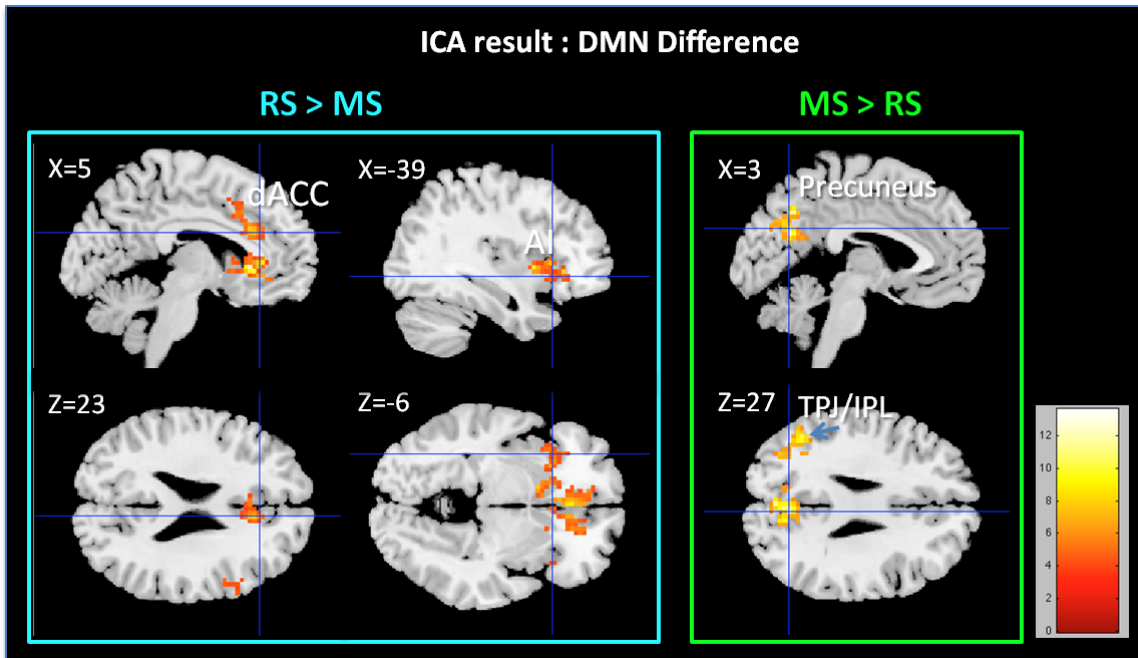 ICA result : DMN Difference
RS > MS
MS > RS
X=5
dACC
X=-39
AI
X=3
Precuneus
Z=23
Z=-6
Z=27
TPJ/IPL
12
10
8
6
4
2
0